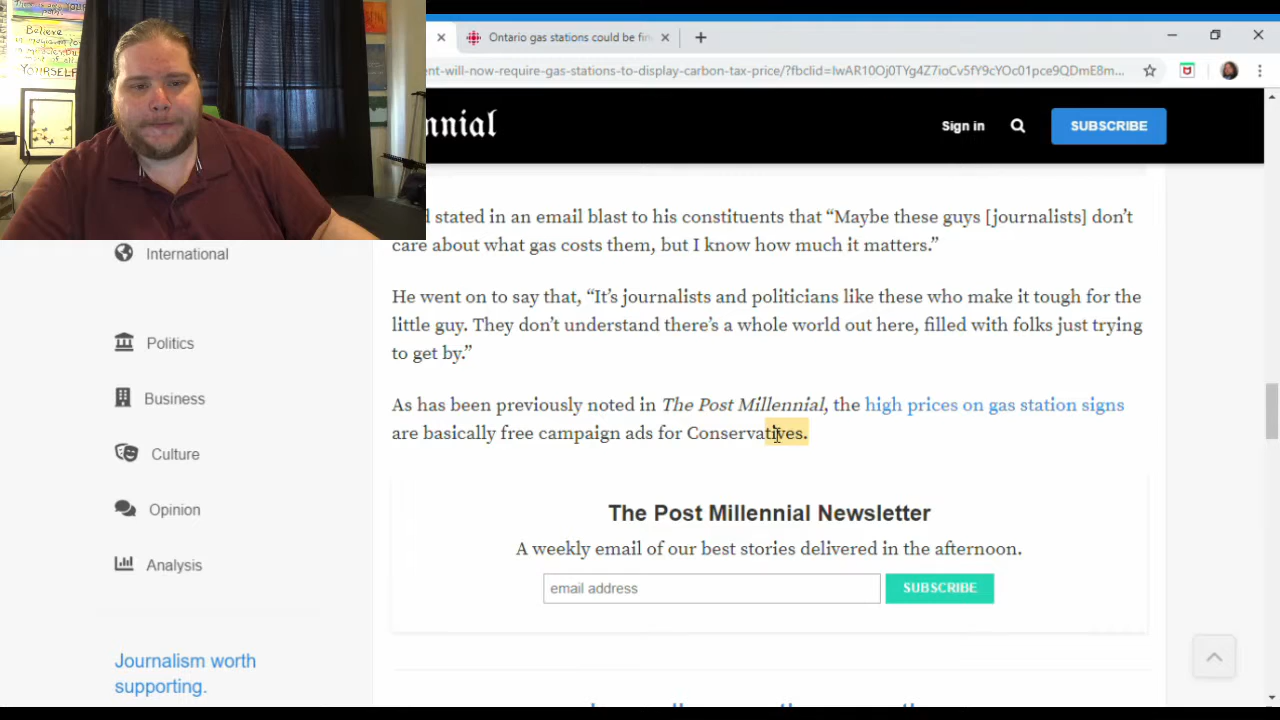 Believe
in
YOURSELF
Ontario gas stations could be fin
ent-will-now-require-gas-stations-to-display-carbon-tax-price/?fbclid=
nnial
Sign in
SUBSCRIBE
d stated in an email blast to his constituents that “Maybe these guys [journalists] don’t
care about what gas costs them, but I know how much it matters.”
He went on to say that, “It’s journalists and politicians like these who make it tough for the
little guy. They don’t understand there’s a whole world out here, filled with folks just trying
to get by.”
As has been previously noted in The Post Millennial, the high prices on gas station signs
are basically free campaign ads for Conservatives.
International
Politics
Business
Culture
Opinion
Analysis
Journalism worth
supporting.
The Post Millennial Newsletter
A weekly email of our best stories delivered in the afternoon.
email address
SUBSCRIBE